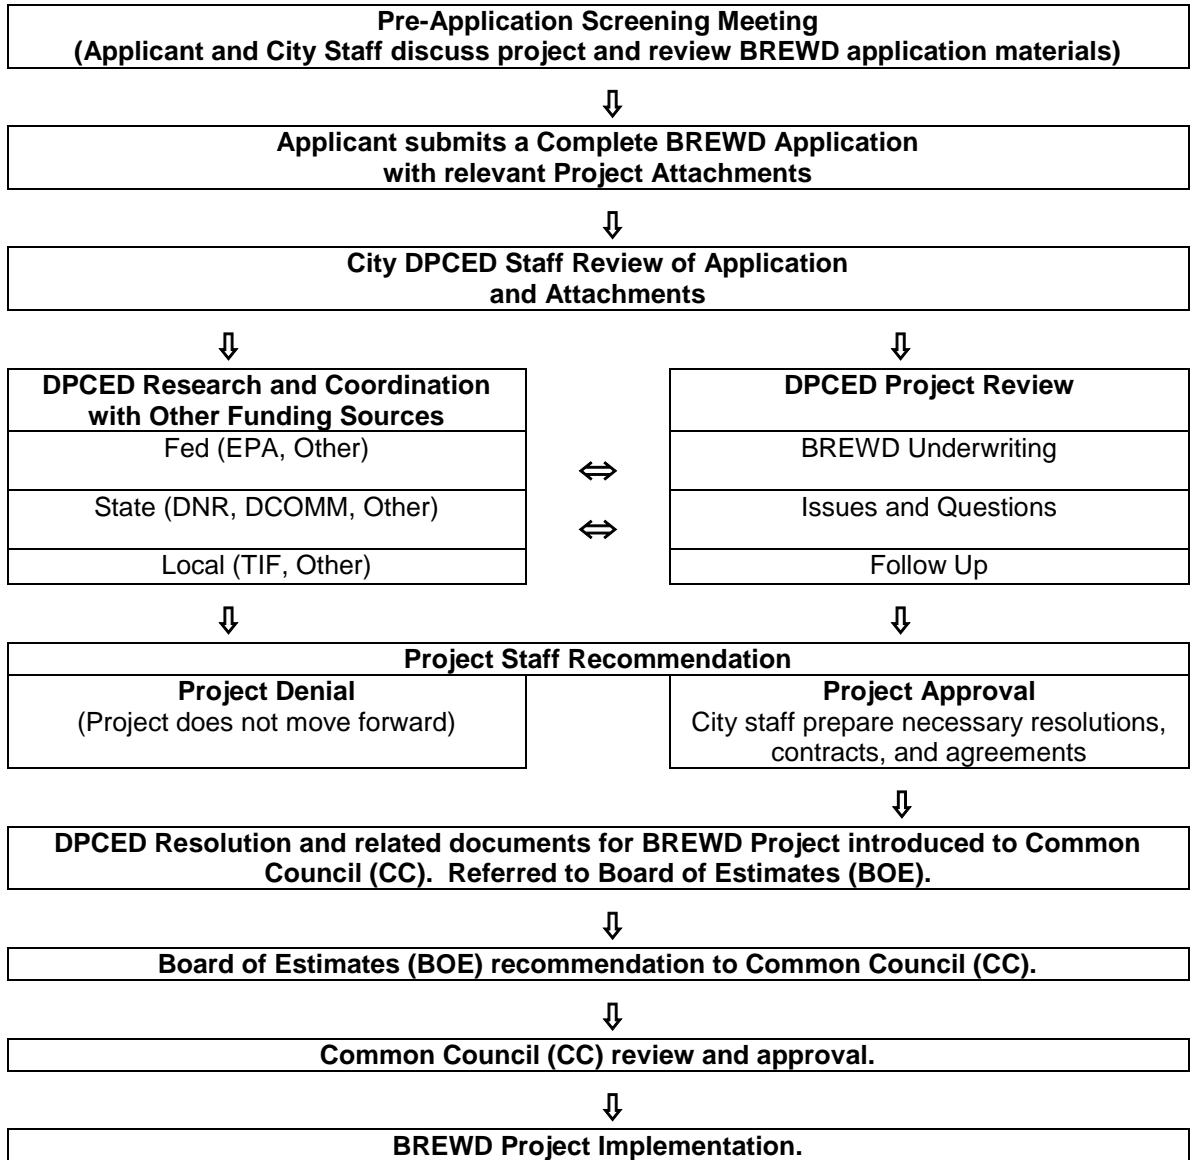 Pre-Application Screening Meeting
(Applicant and City Staff discuss project and review BREWD application materials)
Applicant submits a Complete BREWD Application
with relevant Project Attachments
City DPCED Staff Review of Application
and Attachments
DPCED Research and Coordination
with Other Funding Sources
Fed (EPA, Other)
State (DNR, DCOMM, Other)
Local (TIF, Other)
DPCED Project Review
BREWD Underwriting
Issues and Questions
Follow Up
Project Staff Recommendation
Project Denial
(Project does not move forward)
Project Approval
City staff prepare necessary resolutions,
contracts, and agreements
DPCED Resolution and related documents for BREWD Project introduced to Common
Council (CC).  Referred to Board of Estimates (BOE).
Board of Estimates (BOE) recommendation to Common Council (CC).
Common Council (CC) review and approval.
BREWD Project Implementation.